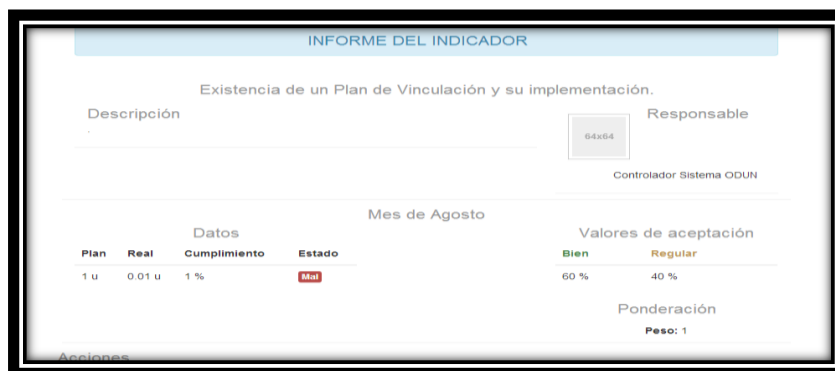 INFORME DEL INDICADOR
Existencia de un Plan de Vinculación y su implementación.
Descripción
.
Responsable
64x64
Controlador Sistema ODUN
Mes de Agosto
Datos
Valores de aceptación
Plan Real Cumplimiento Estado
Bien Regular
1 u 0.01 u 1 % Mal
60 % 40 %
Ponderación
Peso: 1
Acciones